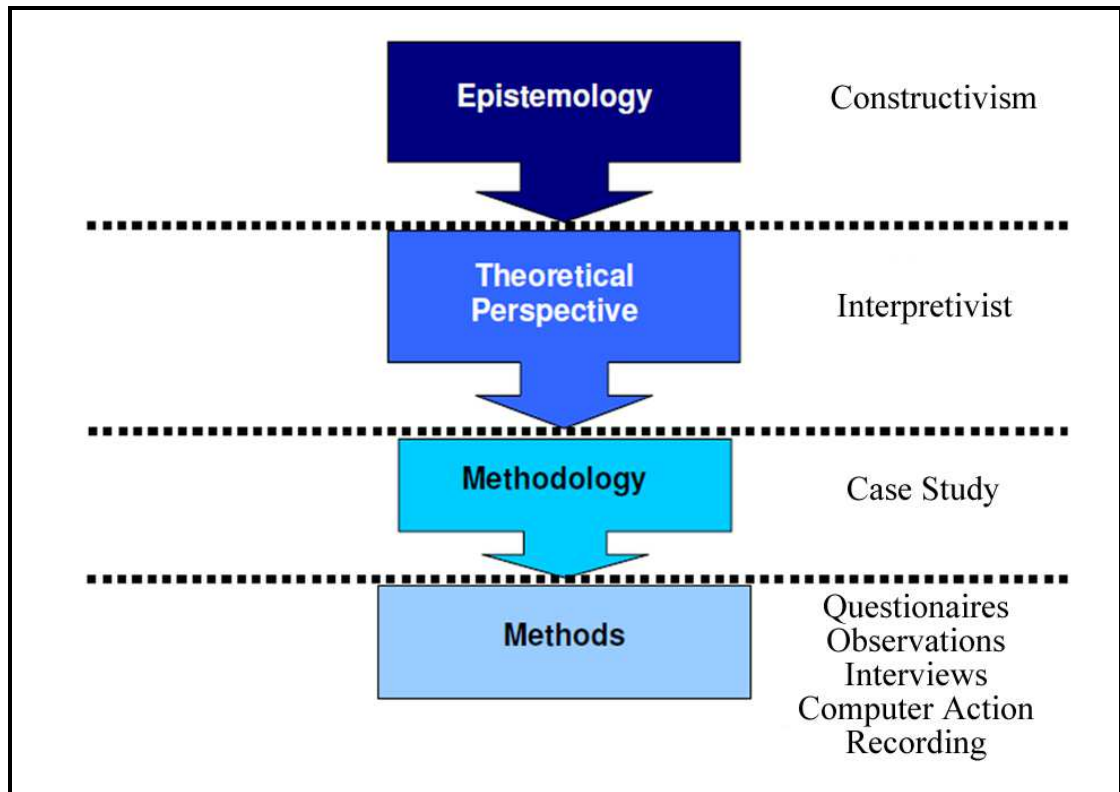 Epistemology
Constructivism
Theoretical
Perspective
Interpretivist
Methodology
Case Study
Methods
Questionaires
Observations
Interviews
Computer Action
Recording